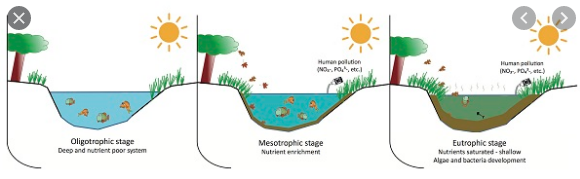 Oligotrophic stage
Deep and nutrient poor system
Human pollution
(NO₃-, PO₄³-, etc.)
Mesotrophic stage
Nutrient enrichment
Human pollution
(NO₃-, PO₄³-, etc.)
Eutrophic stage
Nutrients saturated - shallow
Algae and bacteria development